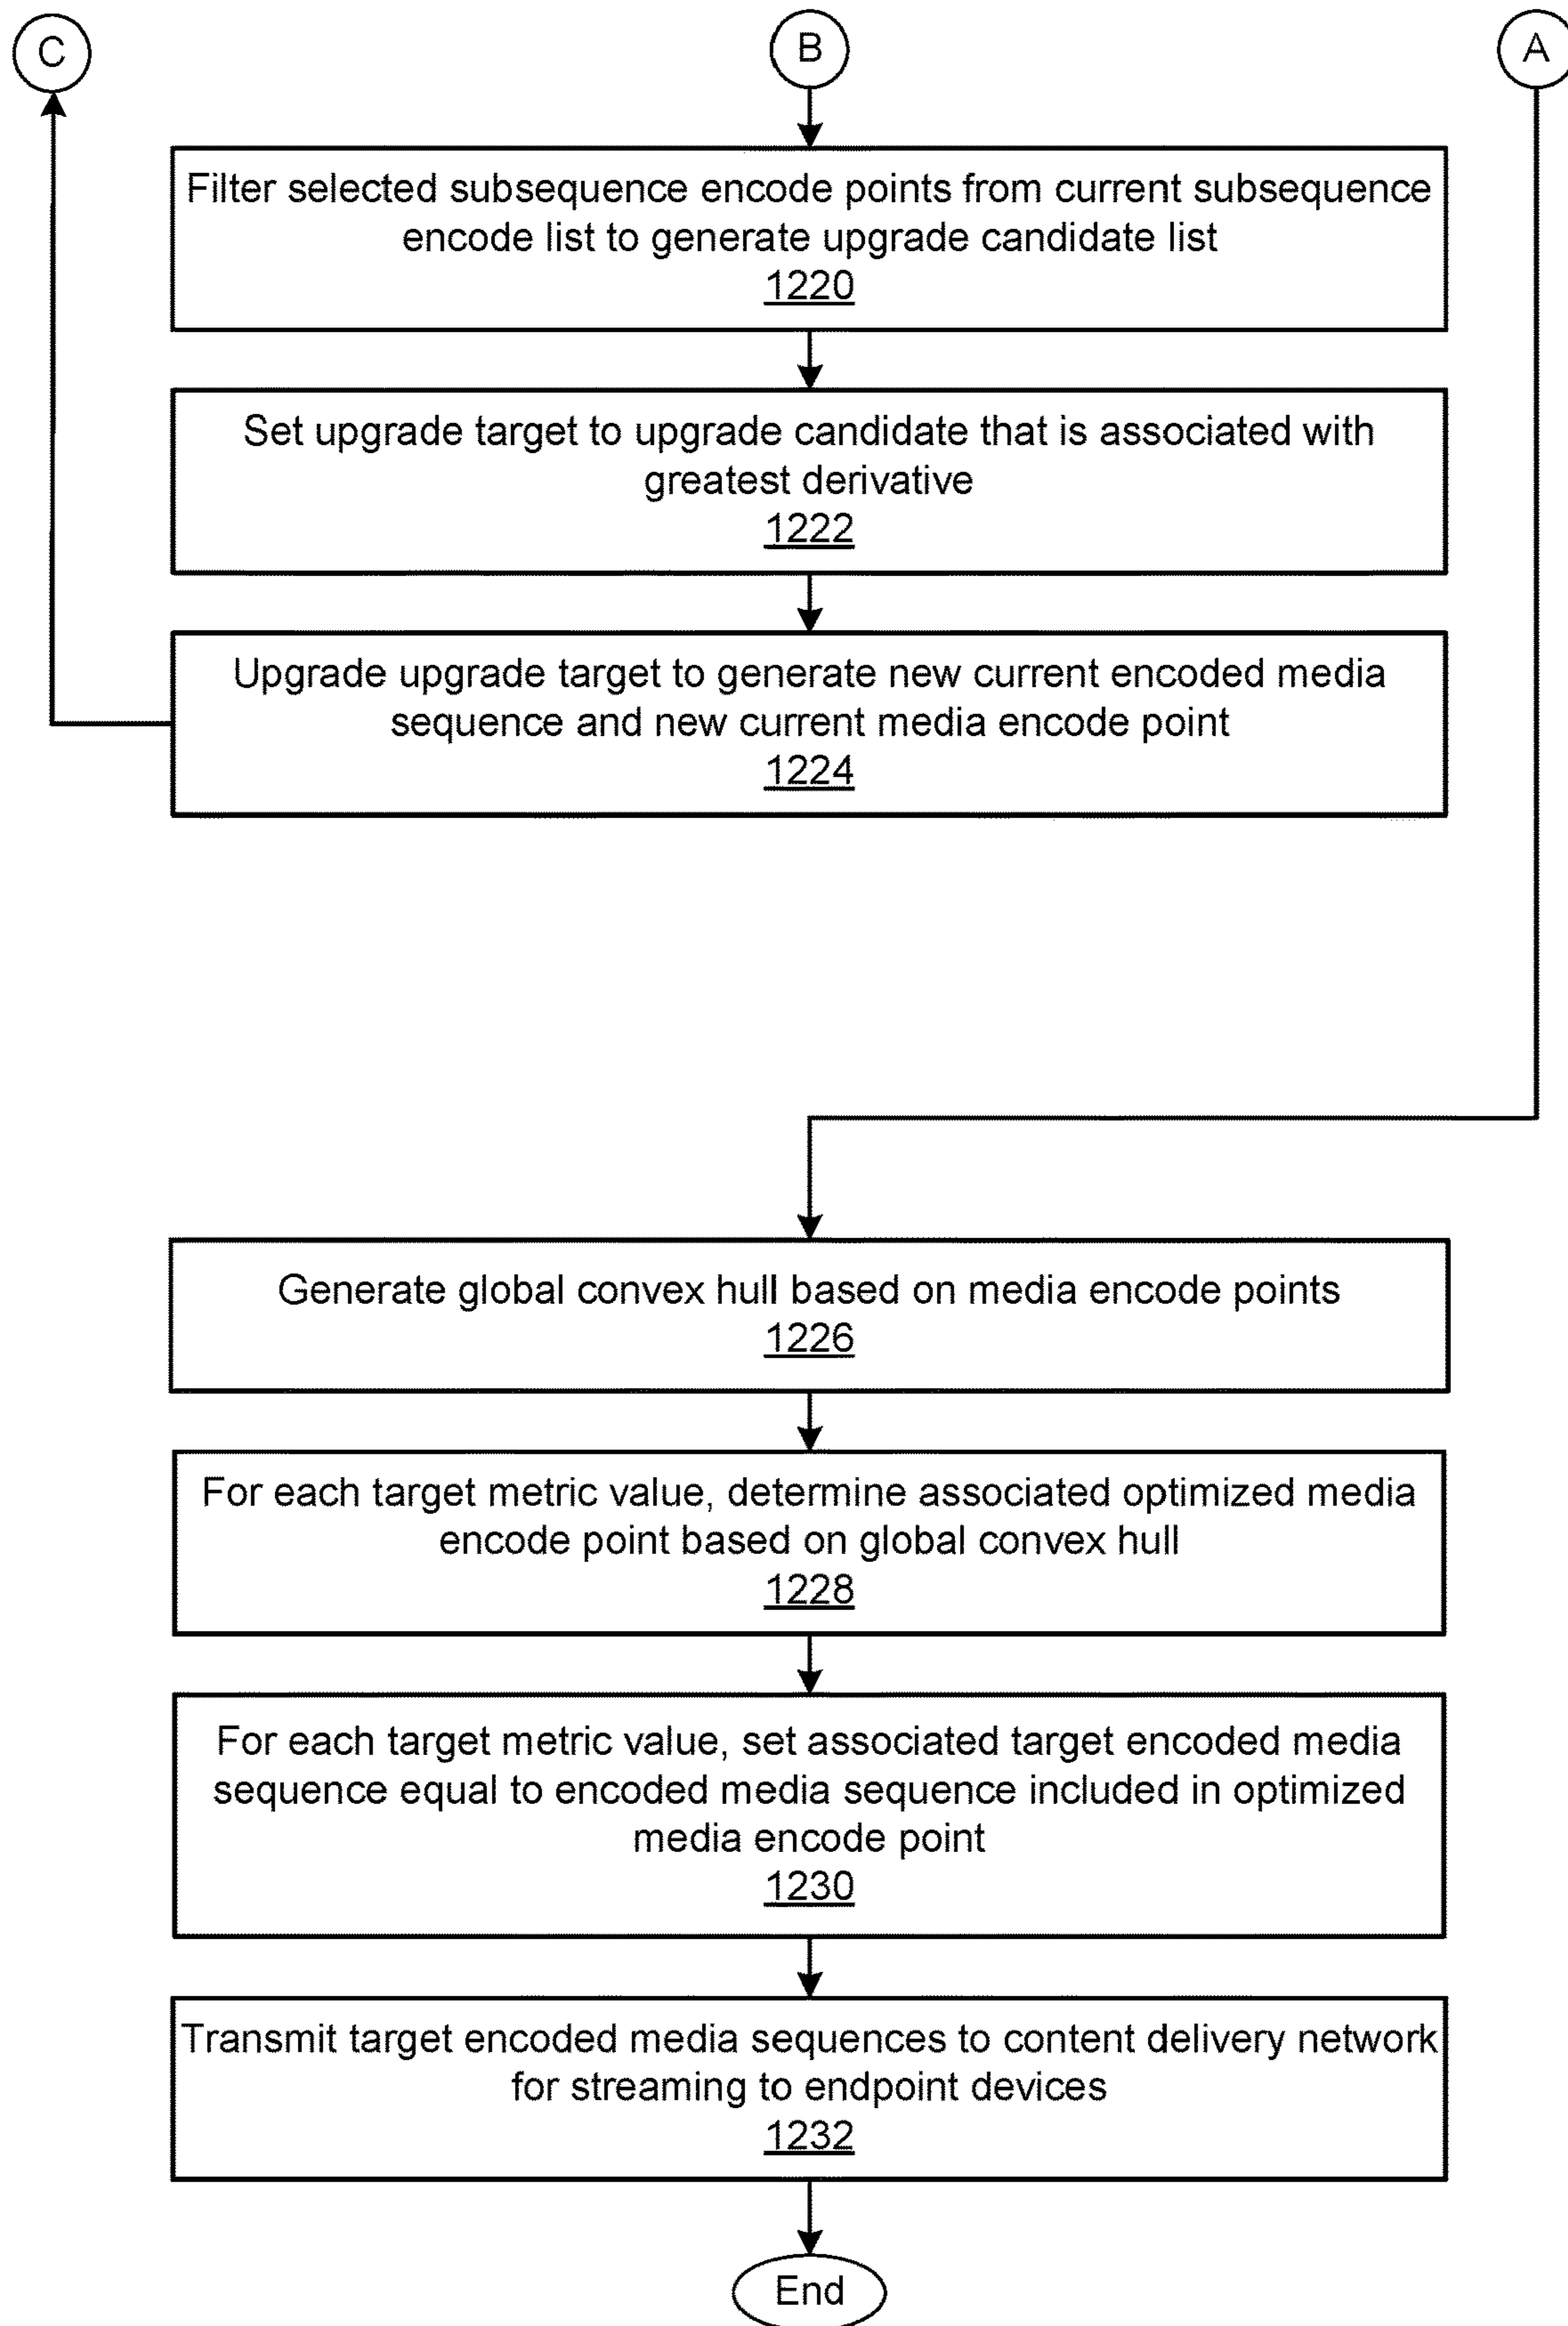 C
B
A
Filter selected subsequence encode points from current subsequence
encode list to generate upgrade candidate list
1220
Set upgrade target to upgrade candidate that is associated with
greatest derivative
1222
Upgrade upgrade target to generate new current encoded media
sequence and new current media encode point
1224
Generate global convex hull based on media encode points
1226
For each target metric value, determine associated optimized media
encode point based on global convex hull
1228
For each target metric value, set associated target encoded media
sequence equal to encoded media sequence included in optimized
media encode point
1230
Transmit target encoded media sequences to content delivery network
for streaming to endpoint devices
1232
End